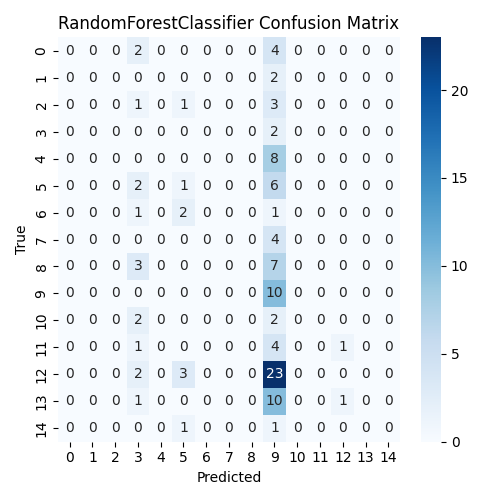 RandomForestClassifier Confusion Matrix
0 0 0 0 2 0 0 0 0 0 4 0 0 0 0 0
1 0 0 0 0 0 0 0 0 0 2 0 0 0 0 0
2 0 0 0 1 0 1 0 0 0 3 0 0 0 0 0
3 0 0 0 0 0 0 0 0 0 2 0 0 0 0 0
4 0 0 0 0 0 0 0 0 0 8 0 0 0 0 0
5 0 0 0 2 0 1 0 0 0 6 0 0 0 0 0
6 0 0 0 1 0 2 0 0 0 1 0 0 0 0 0
7 0 0 0 0 0 0 0 0 0 4 0 0 0 0 0
8 0 0 0 3 0 0 0 0 0 7 0 0 0 0 0
9 0 0 0 0 0 0 0 0 0 10 0 0 0 0 0
10 0 0 0 2 0 0 0 0 0 2 0 0 0 0 0
11 0 0 0 1 0 0 0 0 0 4 0 0 1 0 0
12 0 0 0 2 0 3 0 0 0 23 0 0 0 0 0
13 0 0 0 1 0 0 0 0 0 10 0 0 1 0 0
14 0 0 0 0 0 1 0 0 0 1 0 0 0 0 0
0 1 2 3 4 5 6 7 8 9 10 11 12 13 14
Predicted
True
20
15
10
5
0